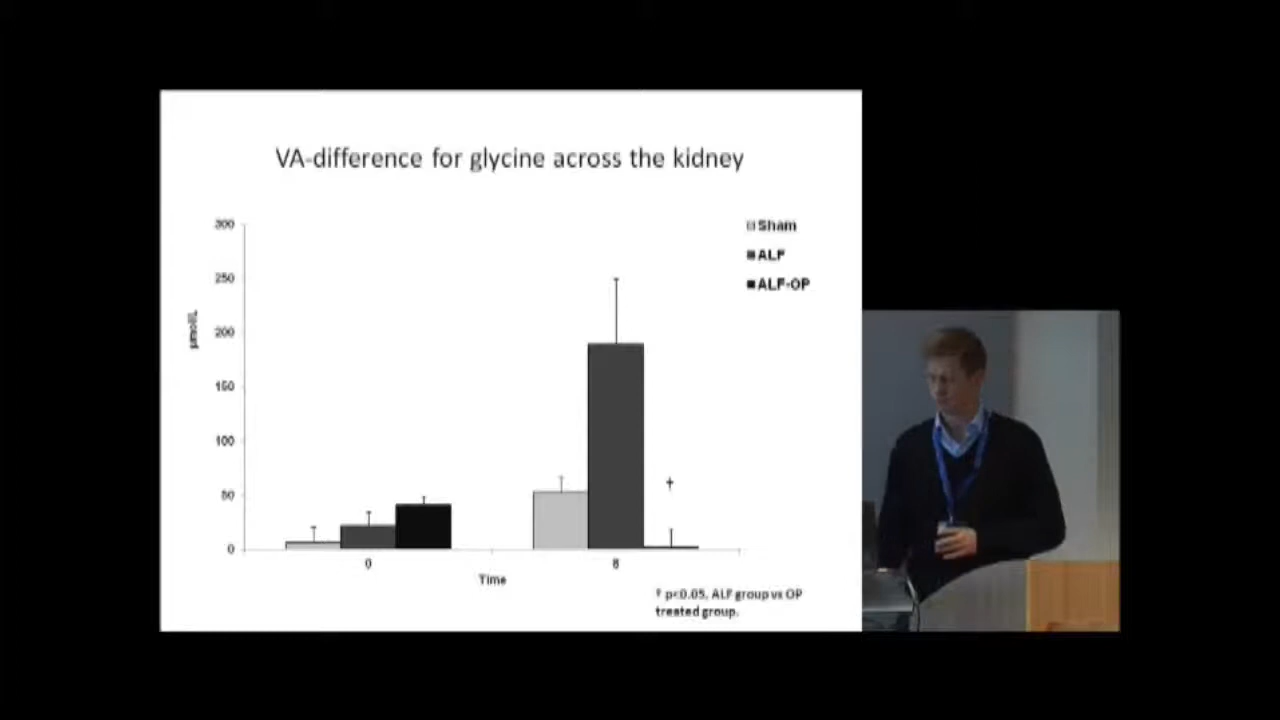 VA-difference for glycine across the kidney
300
250
200
150
100
50
0
µmol/L
0
8
Time
Sham
ALF
ALF-OP
†
† p<0.05, ALF group vs OP
treated group.